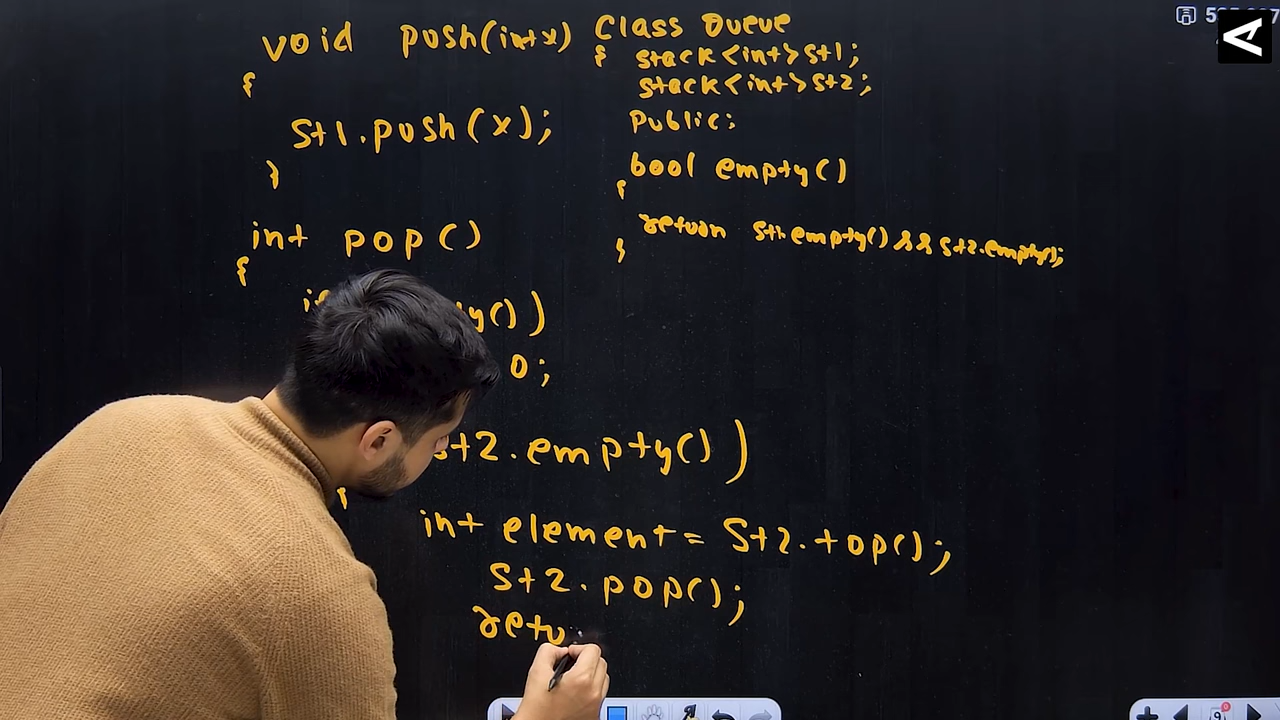 void push(int x)
{
st1.push(x);
}
int pop()
{
y())
0;
st2.empty())
{
int element = St2.top();
St2.pop();
retu
Class Queue
{ stack<int>st1;
stack<int>st2;
Public:
bool empty()
{
return st1.empty()&&st2.empty();
}